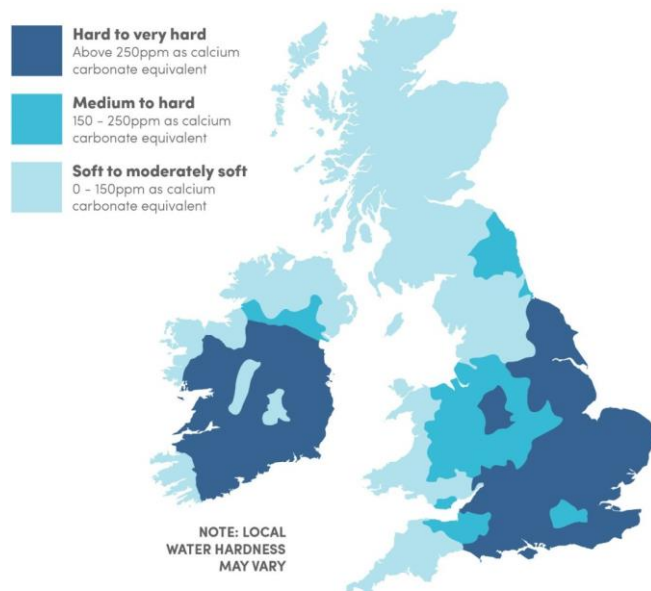 Hard to very hard
Above 250ppm as calcium
carbonate equivalent
Medium to hard
150 - 250ppm as calcium
carbonate equivalent
Soft to moderately soft
0 - 150ppm as calcium
carbonate equivalent
NOTE: LOCAL
WATER HARDNESS
MAY VARY